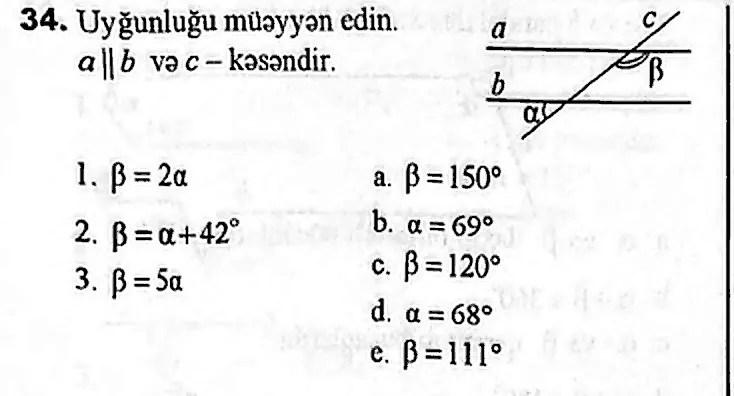 34. Uyğunluğu müəyyən edin.
a || b və c – kəsəndir.
a
c
β
b
α
1. β = 2α
2. β = α+42°
3. β = 5α
a. β = 150°
b. α = 69°
c. β = 120°
d. α = 68°
e. β = 111°